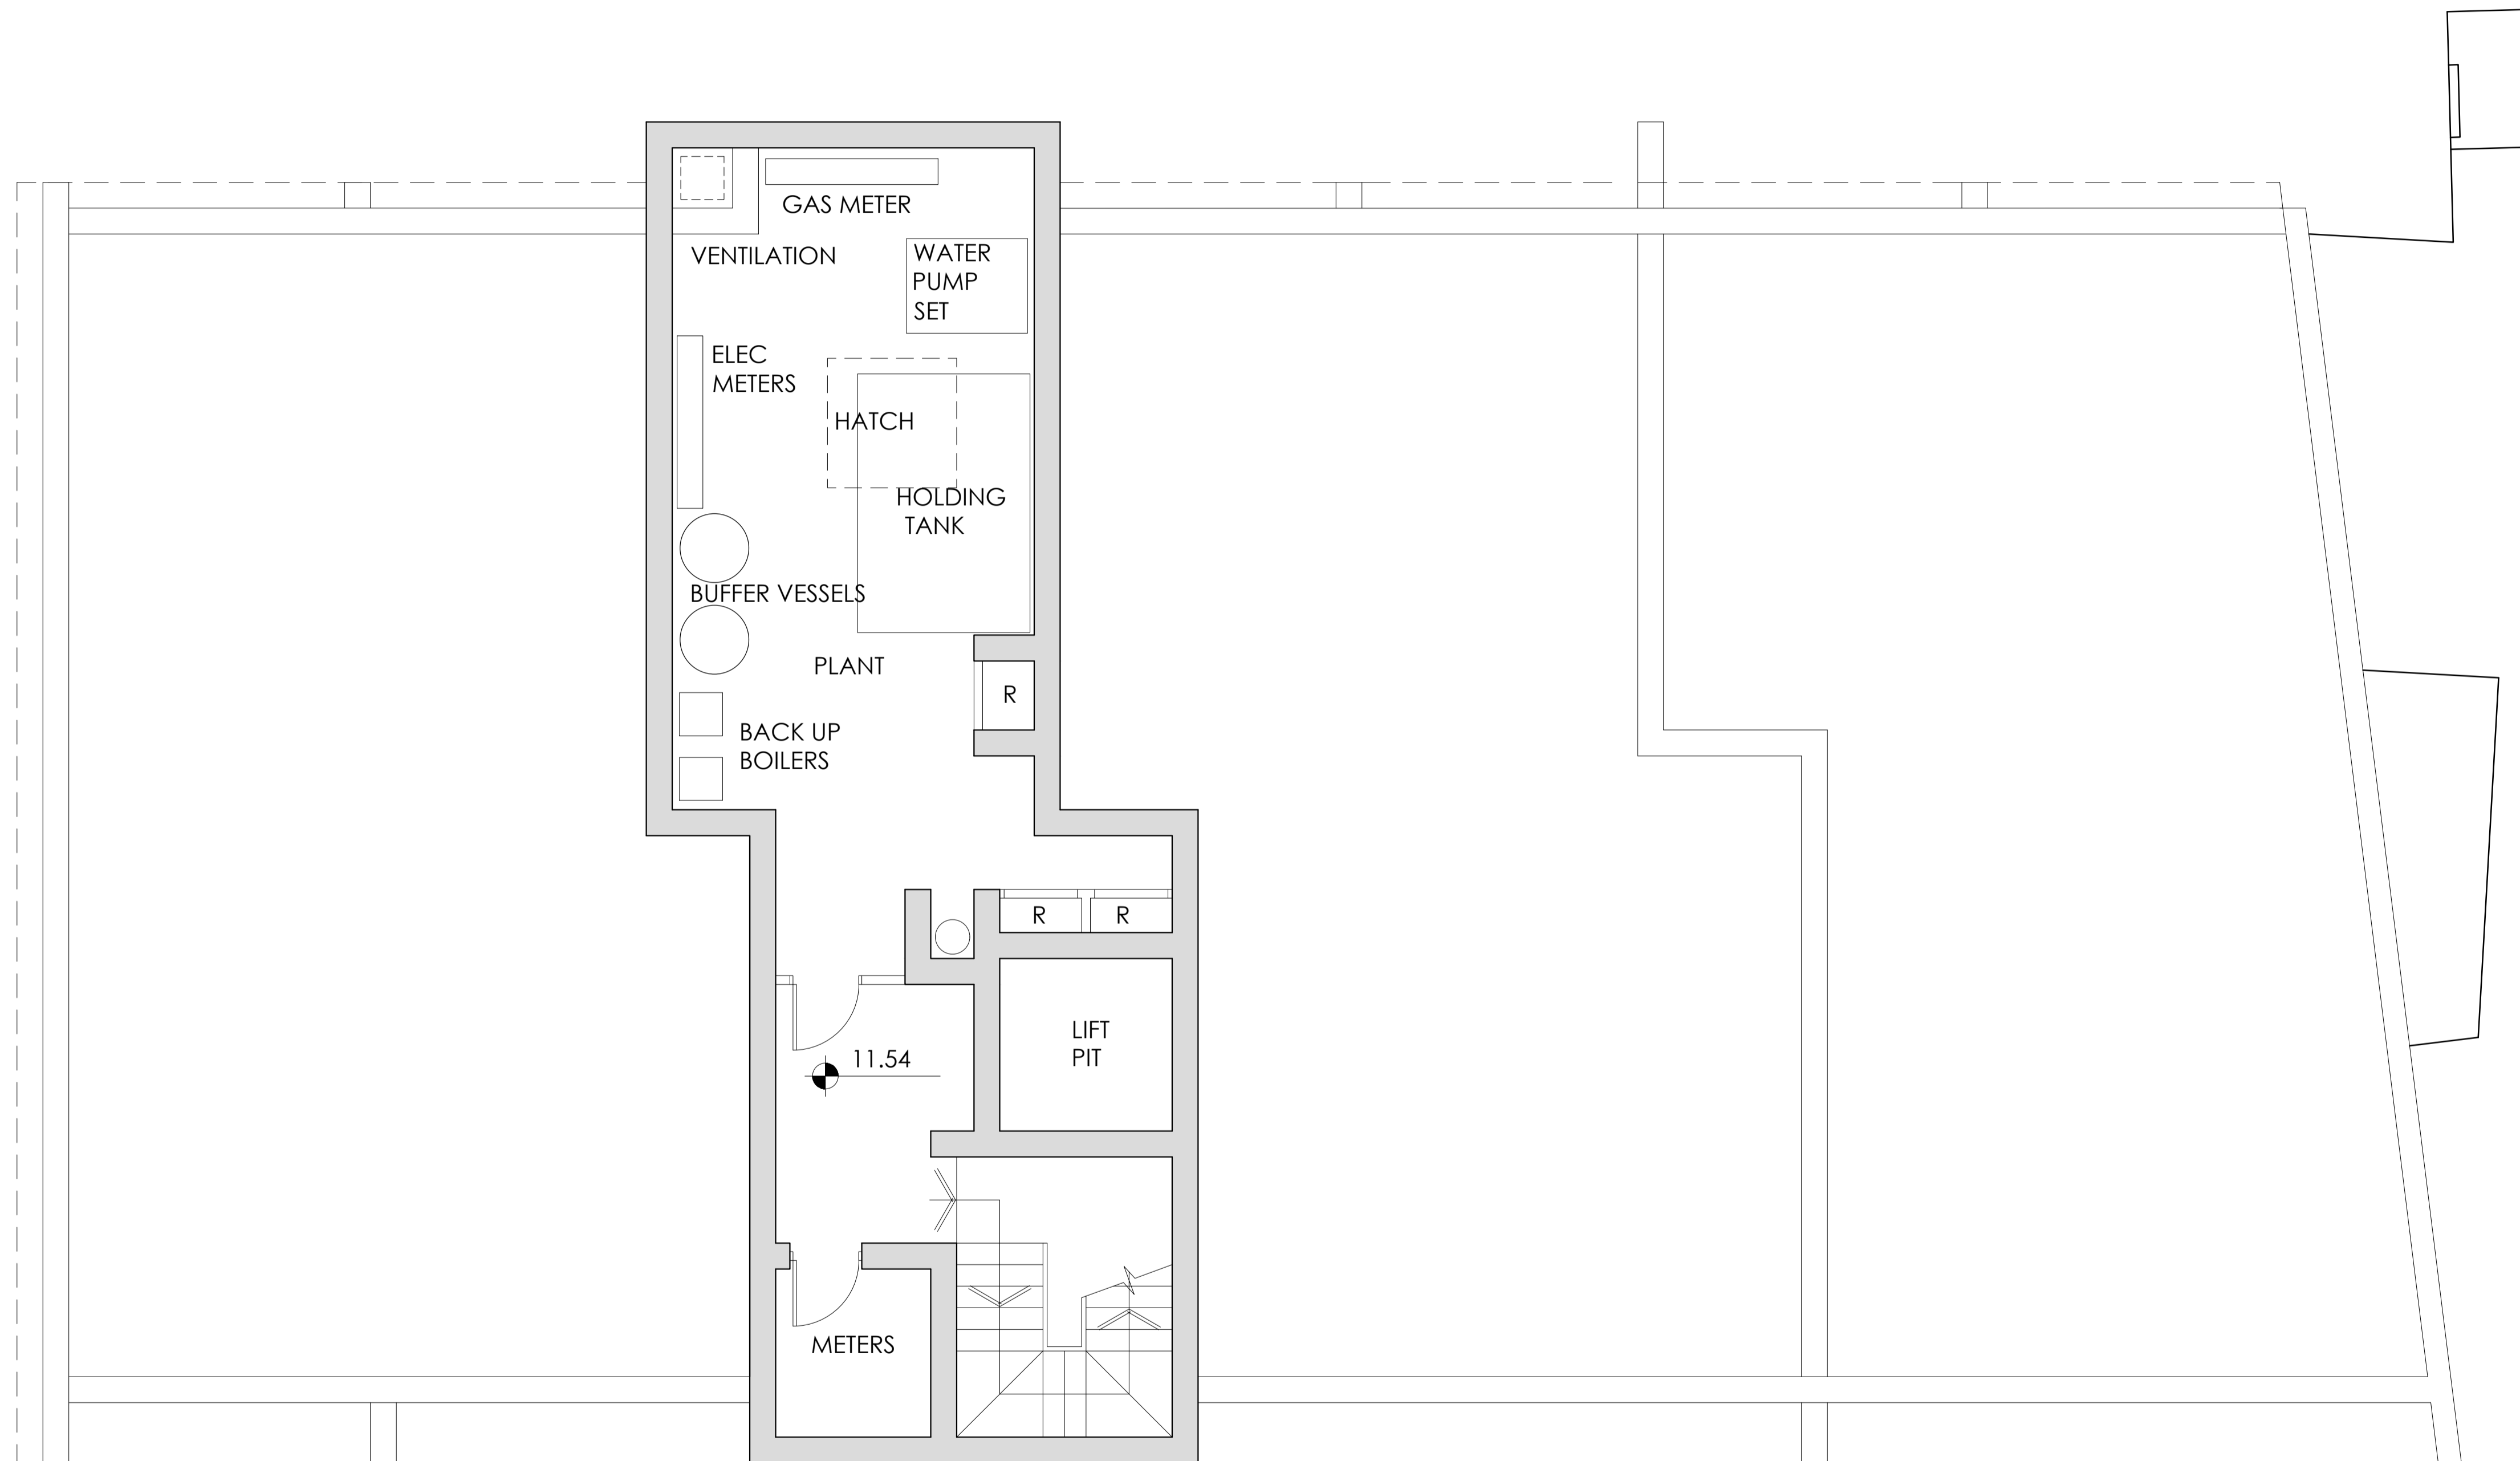 GAS METER
VENTILATION
WATER
PUMP
SET
ELEC
METERS
HATCH
HOLDING
TANK
BUFFER VESSELS
PLANT
R
BACK UP
BOILERS
R
R
LIFT
PIT
11.54
METERS